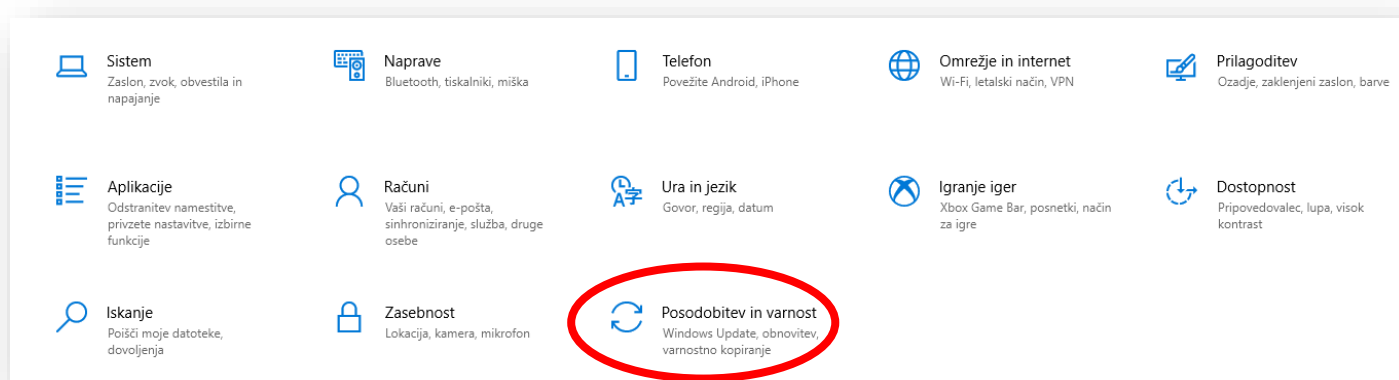 Sistem
Zaslon, zvok, obvestila in
napajanje
Naprave
Bluetooth, tiskalniki, miška
Telefon
Povežite Android, iPhone
Omrežje in internet
Wi-Fi, letalski način, VPN
Prilagoditev
Ozadje, zaklenjeni zaslon, barve
Aplikacije
Odstranitev namestitve,
privzete nastavitve, izbirne
funkcije
Računi
Vaši računi, e-pošta,
sinhroniziranje, služba, druge
osebe
Ura in jezik
Govor, regija, datum
Igranje iger
Xbox Game Bar, posnetki, način
za igre
Dostopnost
Pripovedovalec, lupa, visok
kontrast
Iskanje
Poišči moje datoteke,
dovoljenja
Zasebnost
Lokacija, kamera, mikrofon
Posodobitev in varnost
Windows Update, obnovitev,
varnostno kopiranje